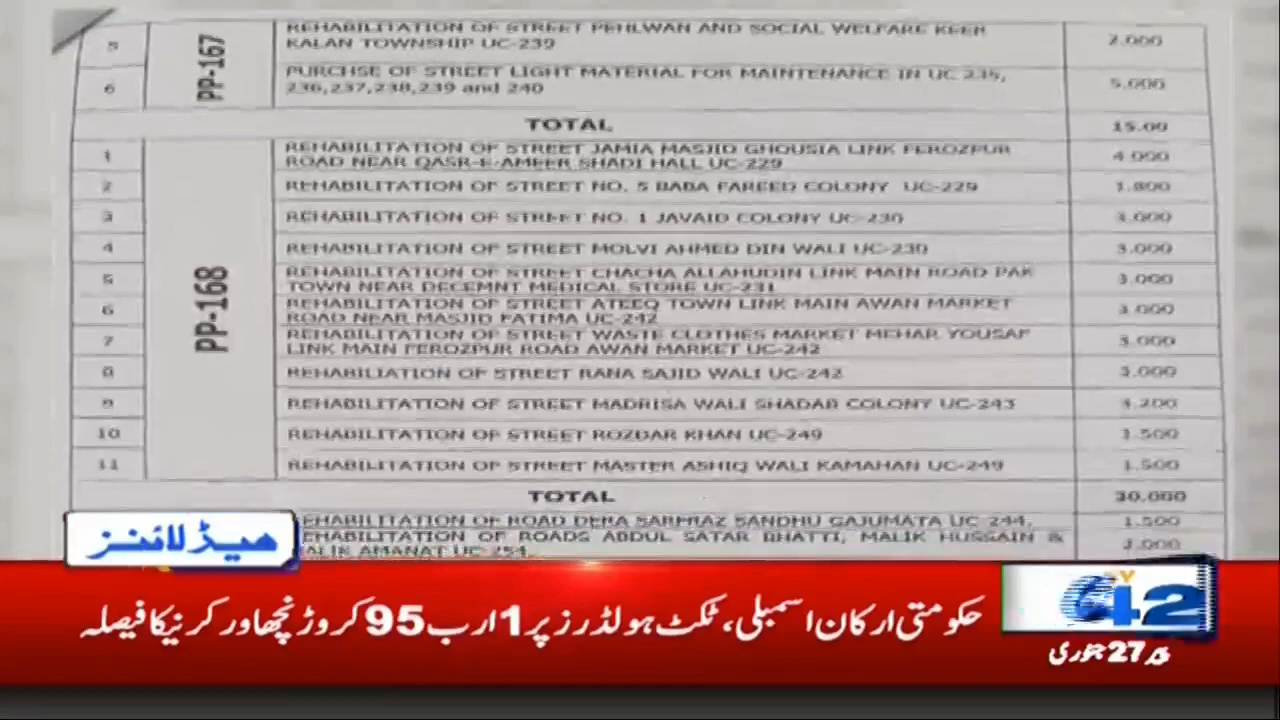 5 PP-167 REHABILITATION OF STREET PEHLWAN AND SOCIAL WELFARE KEER 2.000
KALAN TOWNSHIP UC-239
6 PURCHSE OF STREET LIGHT MATERIAL FOR MAINTENANCE IN UC 235, 5.000
236,237,238,239 and 240
TOTAL 15.00
1 REHABILITATION OF STREET JAMIA MASJID GHOUSIA LINK FEROZPUR 4.000
ROAD NEAR QASR-E-AMEER SHADI HALL UC-229
2 REHABILITATION OF STREET NO. 5 BABA FAREED COLONY UC-229 1.800
3 REHABILITATION OF STREET NO. 1 JAVAID COLONY UC-230 3.000
4 REHABILITATION OF STREET MOLVI AHMED DIN WALI UC-230 3.000
5 PP-168 REHABILITATION OF STREET CHACHA ALLAHUDIN LINK MAIN ROAD PAK 3.000
TOWN NEAR DECEMNT MEDICAL STORE UC-231
6 REHABILITATION OF STREET ATEEQ TOWN LINK MAIN AWAN MARKET 3.000
ROAD NEAR MASJID FATIMA UC-242
7 REHABILITATION OF STREET WASTE CLOTHES MARKET MEHAR YOUSAF 3.000
LINK MAIN FEROZPUR ROAD AWAN MARKET UC-242
8 REHABILIATION OF STREET RANA SAJID WALI UC-242 3.000
9 REHABILITATION OF STREET MADRISA WALI SHADAB COLONY UC-243 3.200
10 REHABILITATION OF STREET ROZDAR KHAN UC-249 1.500
11 REHABILITATION OF STREET MASTER ASHIQ WALI KAMAHAN UC-249 1.500
TOTAL 30.000
EHABILITATION OF ROAD DERA SARFRAZ SANDHU GAJUMATA UC 244. 1.500
EHABILITATION OF ROADS ABDUL SATAR BHATTI, MALIK HUSSAIN & 2.000
ALIK AMANAT UC 254.
ہیڈلائنز
حکومتی ارکان اسمبلی، ٹکٹ ہولڈرز پر 1 ارب 95 کروڑ نچھاور کرنیکا فیصلہ
42
27 جنوری